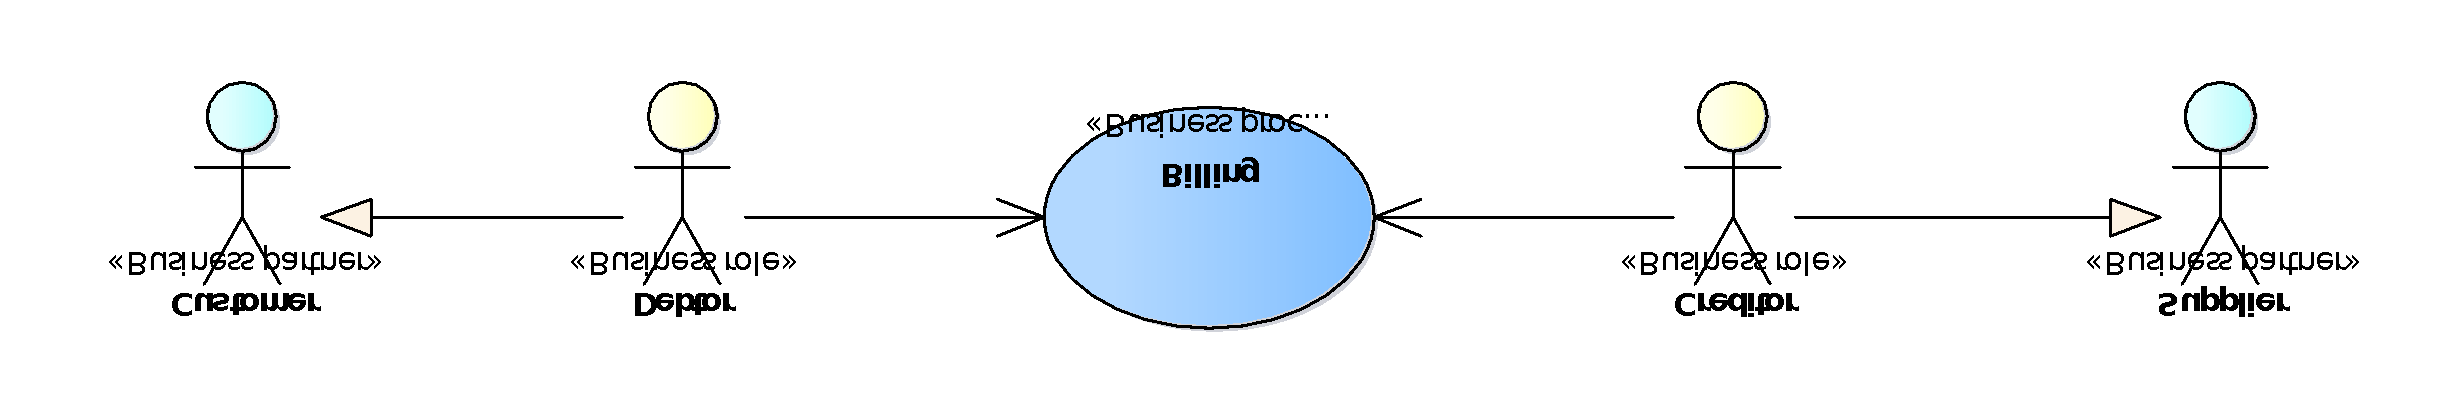 «Business proc...
Billing
«Business partner»
Customer
«Business role»
Debtor
«Business role»
Creditor
«Business partner»
Supplier